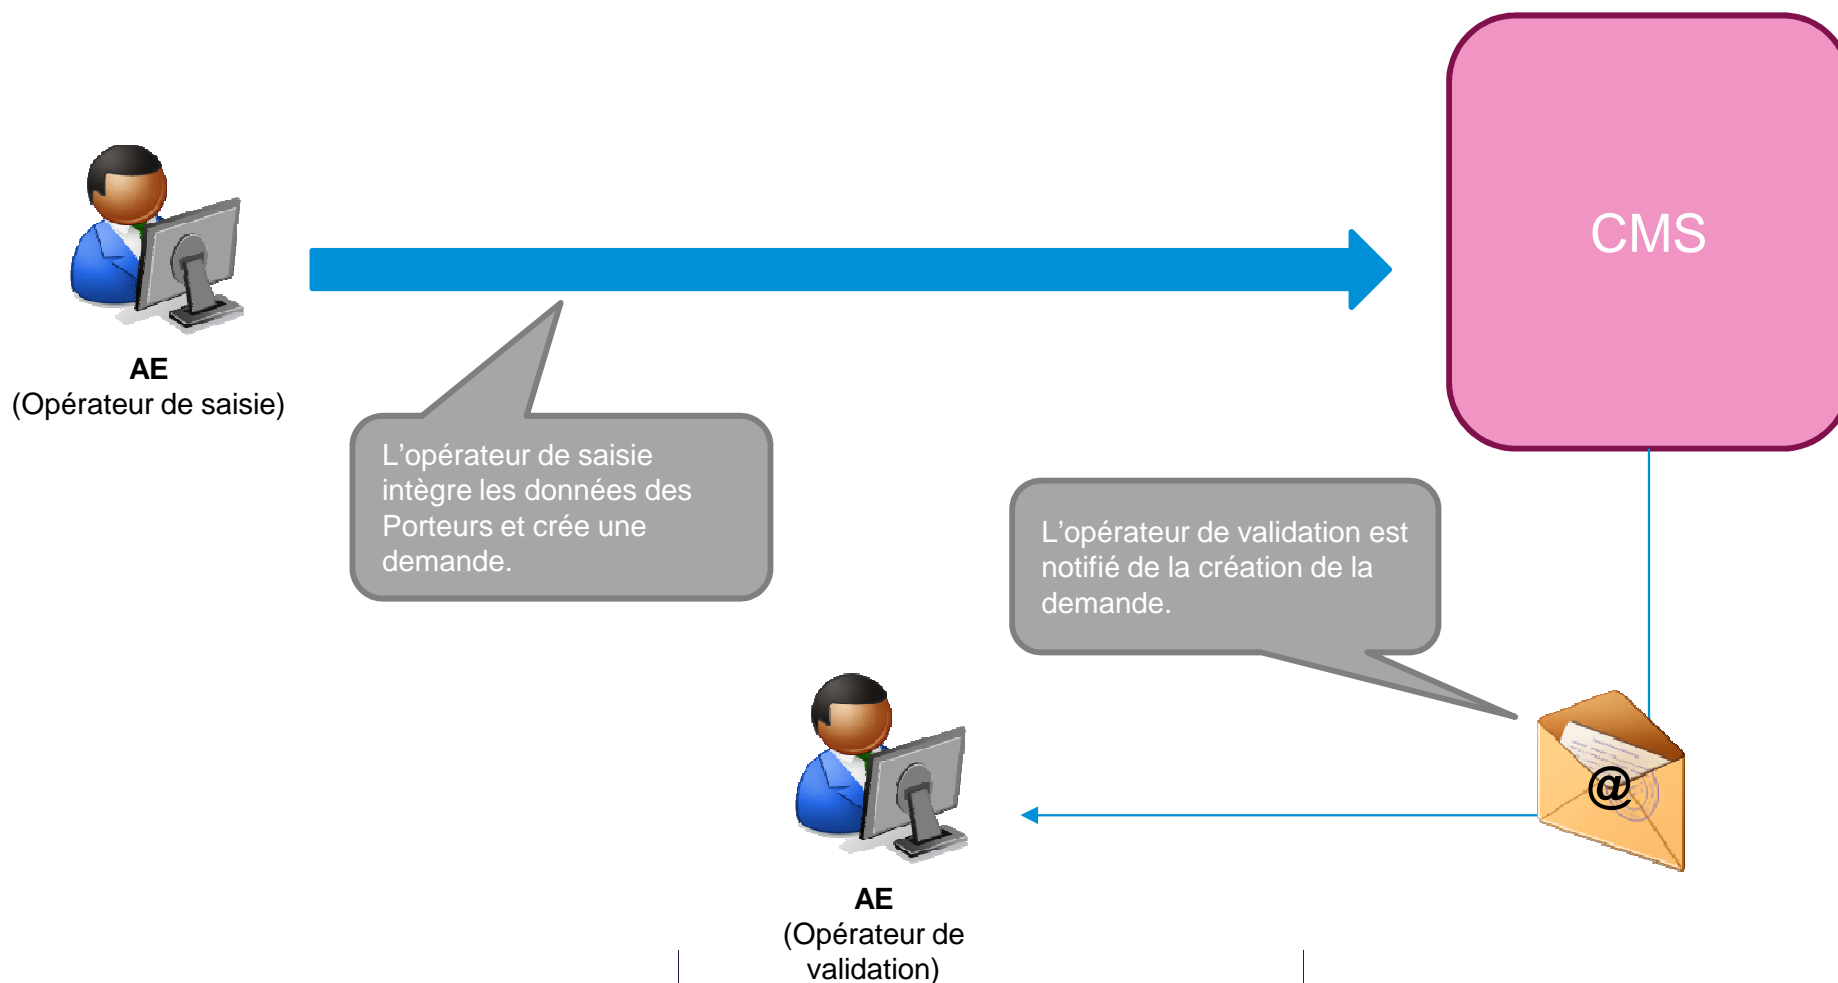 CMS
AE
(Opérateur de saisie)
L’opérateur de saisie
intègre les données des
Porteurs et crée une
demande.
L’opérateur de validation est
notifié de la création de la
demande.
@
AE
(Opérateur de
validation)